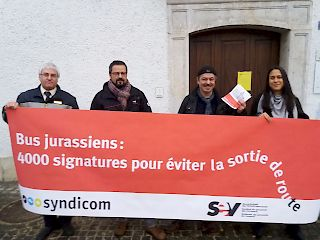 Bus jurassiens:
4000 signatures pour éviter la sortie de route
syndicom
SEV